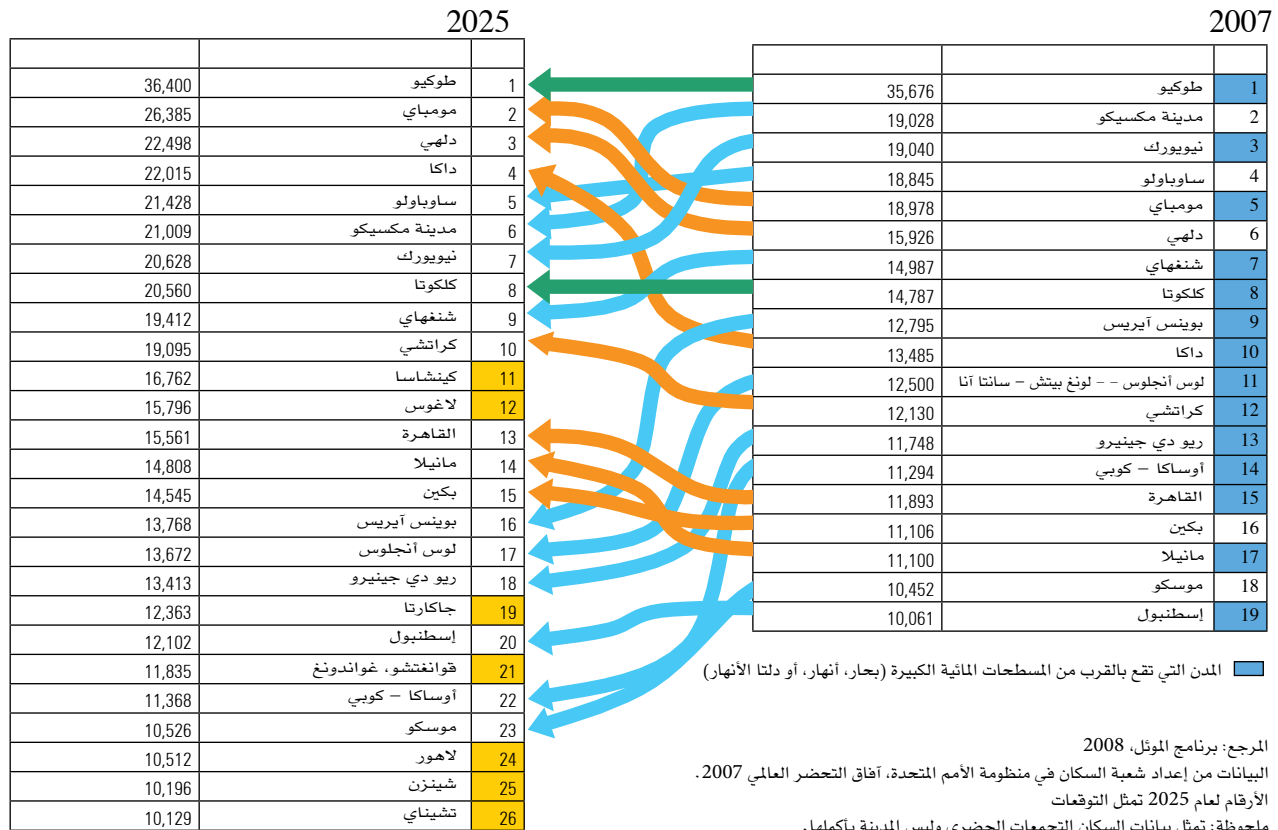 2007
1 طوكيو 35,676
2 مدينة مكسيكو 19,028
3 نيويورك 19,040
4 ساوباولو 18,845
5 مومباي 18,978
6 دلهي 15,926
7 شنغهاي 14,987
8 كلكوتا 14,787
9 بوينس آيريس 12,795
10 داكا 13,485
11 لوس أنجلوس - - لونغ بيتش – سانتا آنا 12,500
12 كراتشي 12,130
13 ريو دي جينيرو 11,748
14 أوساكا – كوبي 11,294
15 القاهرة 11,893
16 بكين 11,106
17 مانيلا 11,100
18 موسكو 10,452
19 إسطنبول 10,061
2025
1 طوكيو 36,400
2 مومباي 26,385
3 دلهي 22,498
4 داكا 22,015
5 ساوباولو 21,428
6 مدينة مكسيكو 21,009
7 نيويورك 20,628
8 كلكوتا 20,560
9 شنغهاي 19,412
10 كراتشي 19,095
11 كينشاسا 16,762
12 لاغوس 15,796
13 القاهرة 15,561
14 مانيلا 14,808
15 بكين 14,545
16 بوينس آيريس 13,768
17 لوس أنجلوس 13,672
18 ريو دي جينيرو 13,413
19 جاكارتا 12,363
20 إسطنبول 12,102
21 قوانغتشو، غواندونغ 11,835
22 أوساكا – كوبي 11,368
23 موسكو 10,526
24 لاهور 10,512
25 شينزن 10,196
26 تشيناي 10,129
المدن التي تقع بالقرب من المسطحات المائية الكبيرة (بحار، أنهار، أو دلتا الأنهار)
المرجع: برنامج الموئل، 2008
البيانات من إعداد شعبة السكان في منظومة الأمم المتحدة، آفاق التحضر العالمي 2007.
الأرقام لعام 2025 تمثل التوقعات
ملحوظة: تمثل بيانات السكان التجمعات الحضري وليس المدينة بأكملها.